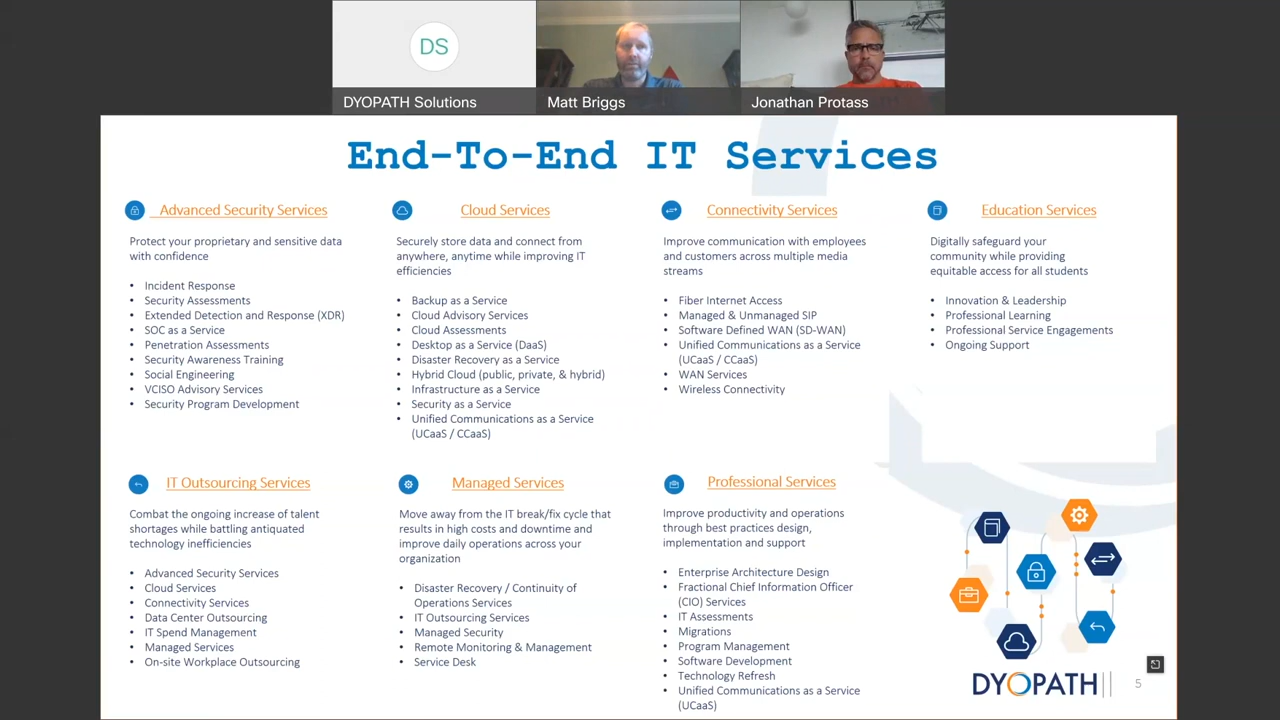 DS
DYOPATH Solutions
Matt Briggs
Jonathan Protass
End-To-End IT Services
Advanced Security Services
Protect your proprietary and sensitive data
with confidence
• Incident Response
• Security Assessments
• Extended Detection and Response (XDR)
• SOC as a Service
• Penetration Assessments
• Security Awareness Training
• Social Engineering
• VCISO Advisory Services
• Security Program Development
Cloud Services
Securely store data and connect from
anywhere, anytime while improving IT
efficiencies
• Backup as a Service
• Cloud Advisory Services
• Cloud Assessments
• Desktop as a Service (DaaS)
• Disaster Recovery as a Service
• Hybrid Cloud (public, private, & hybrid)
• Infrastructure as a Service
• Security as a Service
• Unified Communications as a Service
(UCaaS / CCaaS)
Connectivity Services
Improve communication with employees
and customers across multiple media
streams
• Fiber Internet Access
• Managed & Unmanaged SIP
• Software Defined WAN (SD-WAN)
• Unified Communications as a Service
(UCaaS / CCaaS)
• WAN Services
• Wireless Connectivity
Education Services
Digitally safeguard your
community while providing
equitable access for all students
• Innovation & Leadership
• Professional Learning
• Professional Service Engagements
• Ongoing Support
IT Outsourcing Services
Combat the ongoing increase of talent
shortages while battling antiquated
technology inefficiencies
• Advanced Security Services
• Cloud Services
• Connectivity Services
• Data Center Outsourcing
• IT Spend Management
• Managed Services
• On-site Workplace Outsourcing
Managed Services
Move away from the IT break/fix cycle that
results in high costs and downtime and
improve daily operations across your
organization
• Disaster Recovery / Continuity of
Operations Services
• IT Outsourcing Services
• Managed Security
• Remote Monitoring & Management
• Service Desk
Professional Services
Improve productivity and operations
through best practices design,
implementation and support
• Enterprise Architecture Design
• Fractional Chief Information Officer
(CIO) Services
• IT Assessments
• Migrations
• Program Management
• Software Development
• Technology Refresh
• Unified Communications as a Service
(UCaaS)
DYOPATH
5